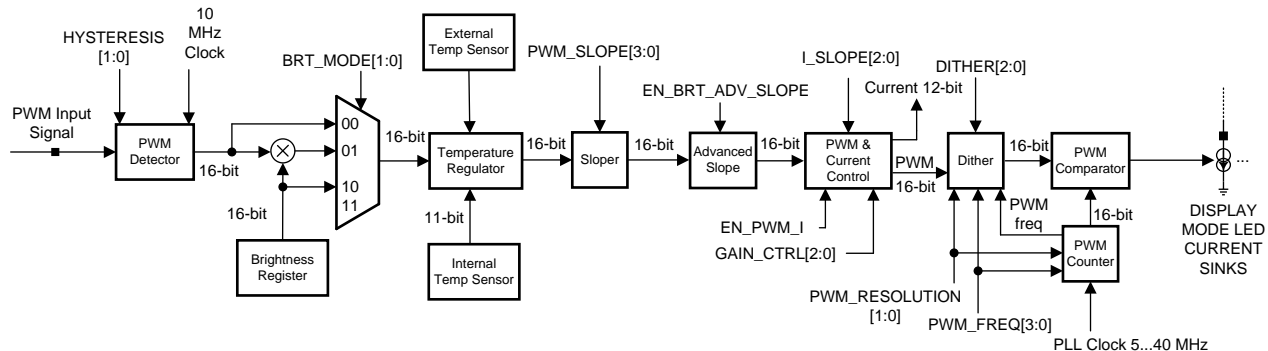 10
MHz
Clock
HYSTERESIS
[1:0]
PWM Input
Signal
PWM
Detector
16-bit
BRT_MODE[1:0]
00
01
10
11
16-bit
Brightness
Register
16-bit
External
Temp Sensor
Temperature
Regulator
11-bit
Internal
Temp Sensor
16-bit
PWM_SLOPE[3:0]
Sloper
16-bit
EN_BRT_ADV_SLOPE
Advanced
Slope
16-bit
I_SLOPE[2:0]
Current 12-bit
PWM &
Current
Control
PWM
16-bit
EN_PWM_I
GAIN_CTRL[2:0]
DITHER[2:0]
Dither
16-bit
PWM
Comparator
16-bit
PWM
freq
PWM
Counter
PWM_RESOLUTION
[1:0]
PWM_FREQ[3:0]
PLL Clock 5...40 MHz
...
DISPLAY
MODE LED
CURRENT
SINKS